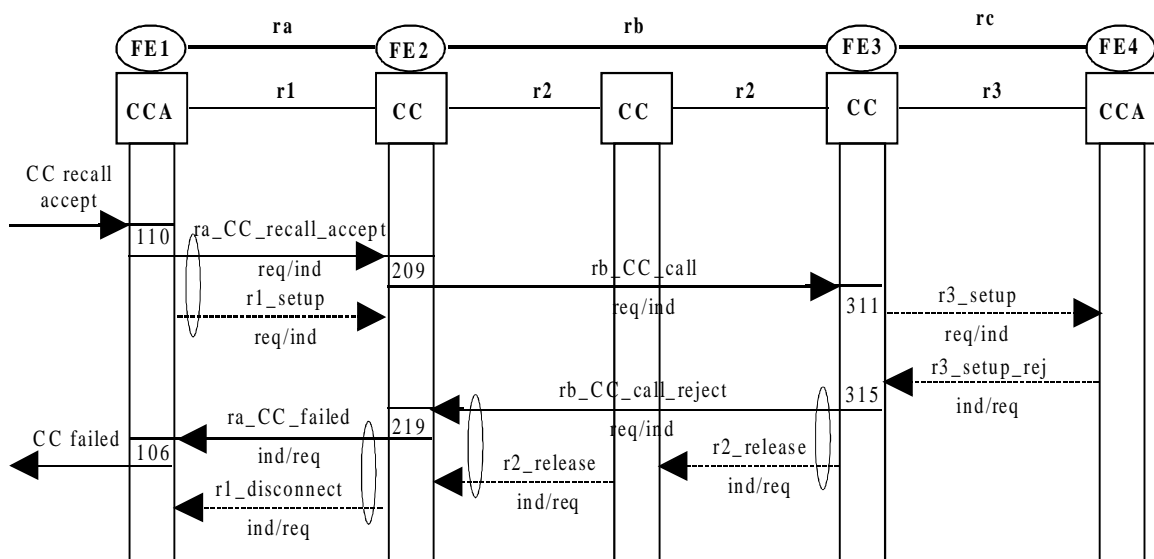 ra
rb
rc
FE1
FE2
FE3
FE4
r1
r2
r2
r3
CCA
CC
CC
CC
CCA
CC recall
accept
110
ra_CC_recall_accept
req/ind
209
r1_setup
req/ind
rb_CC_call
req/ind
311
r3_setup
req/ind
r3_setup_rej
ind/req
315
rb_CC_call_reject
req/ind
ra_CC_failed
219
ind/req
CC failed
106
r2_release
ind/req
r2_release
ind/req
r1_disconnect
ind/req